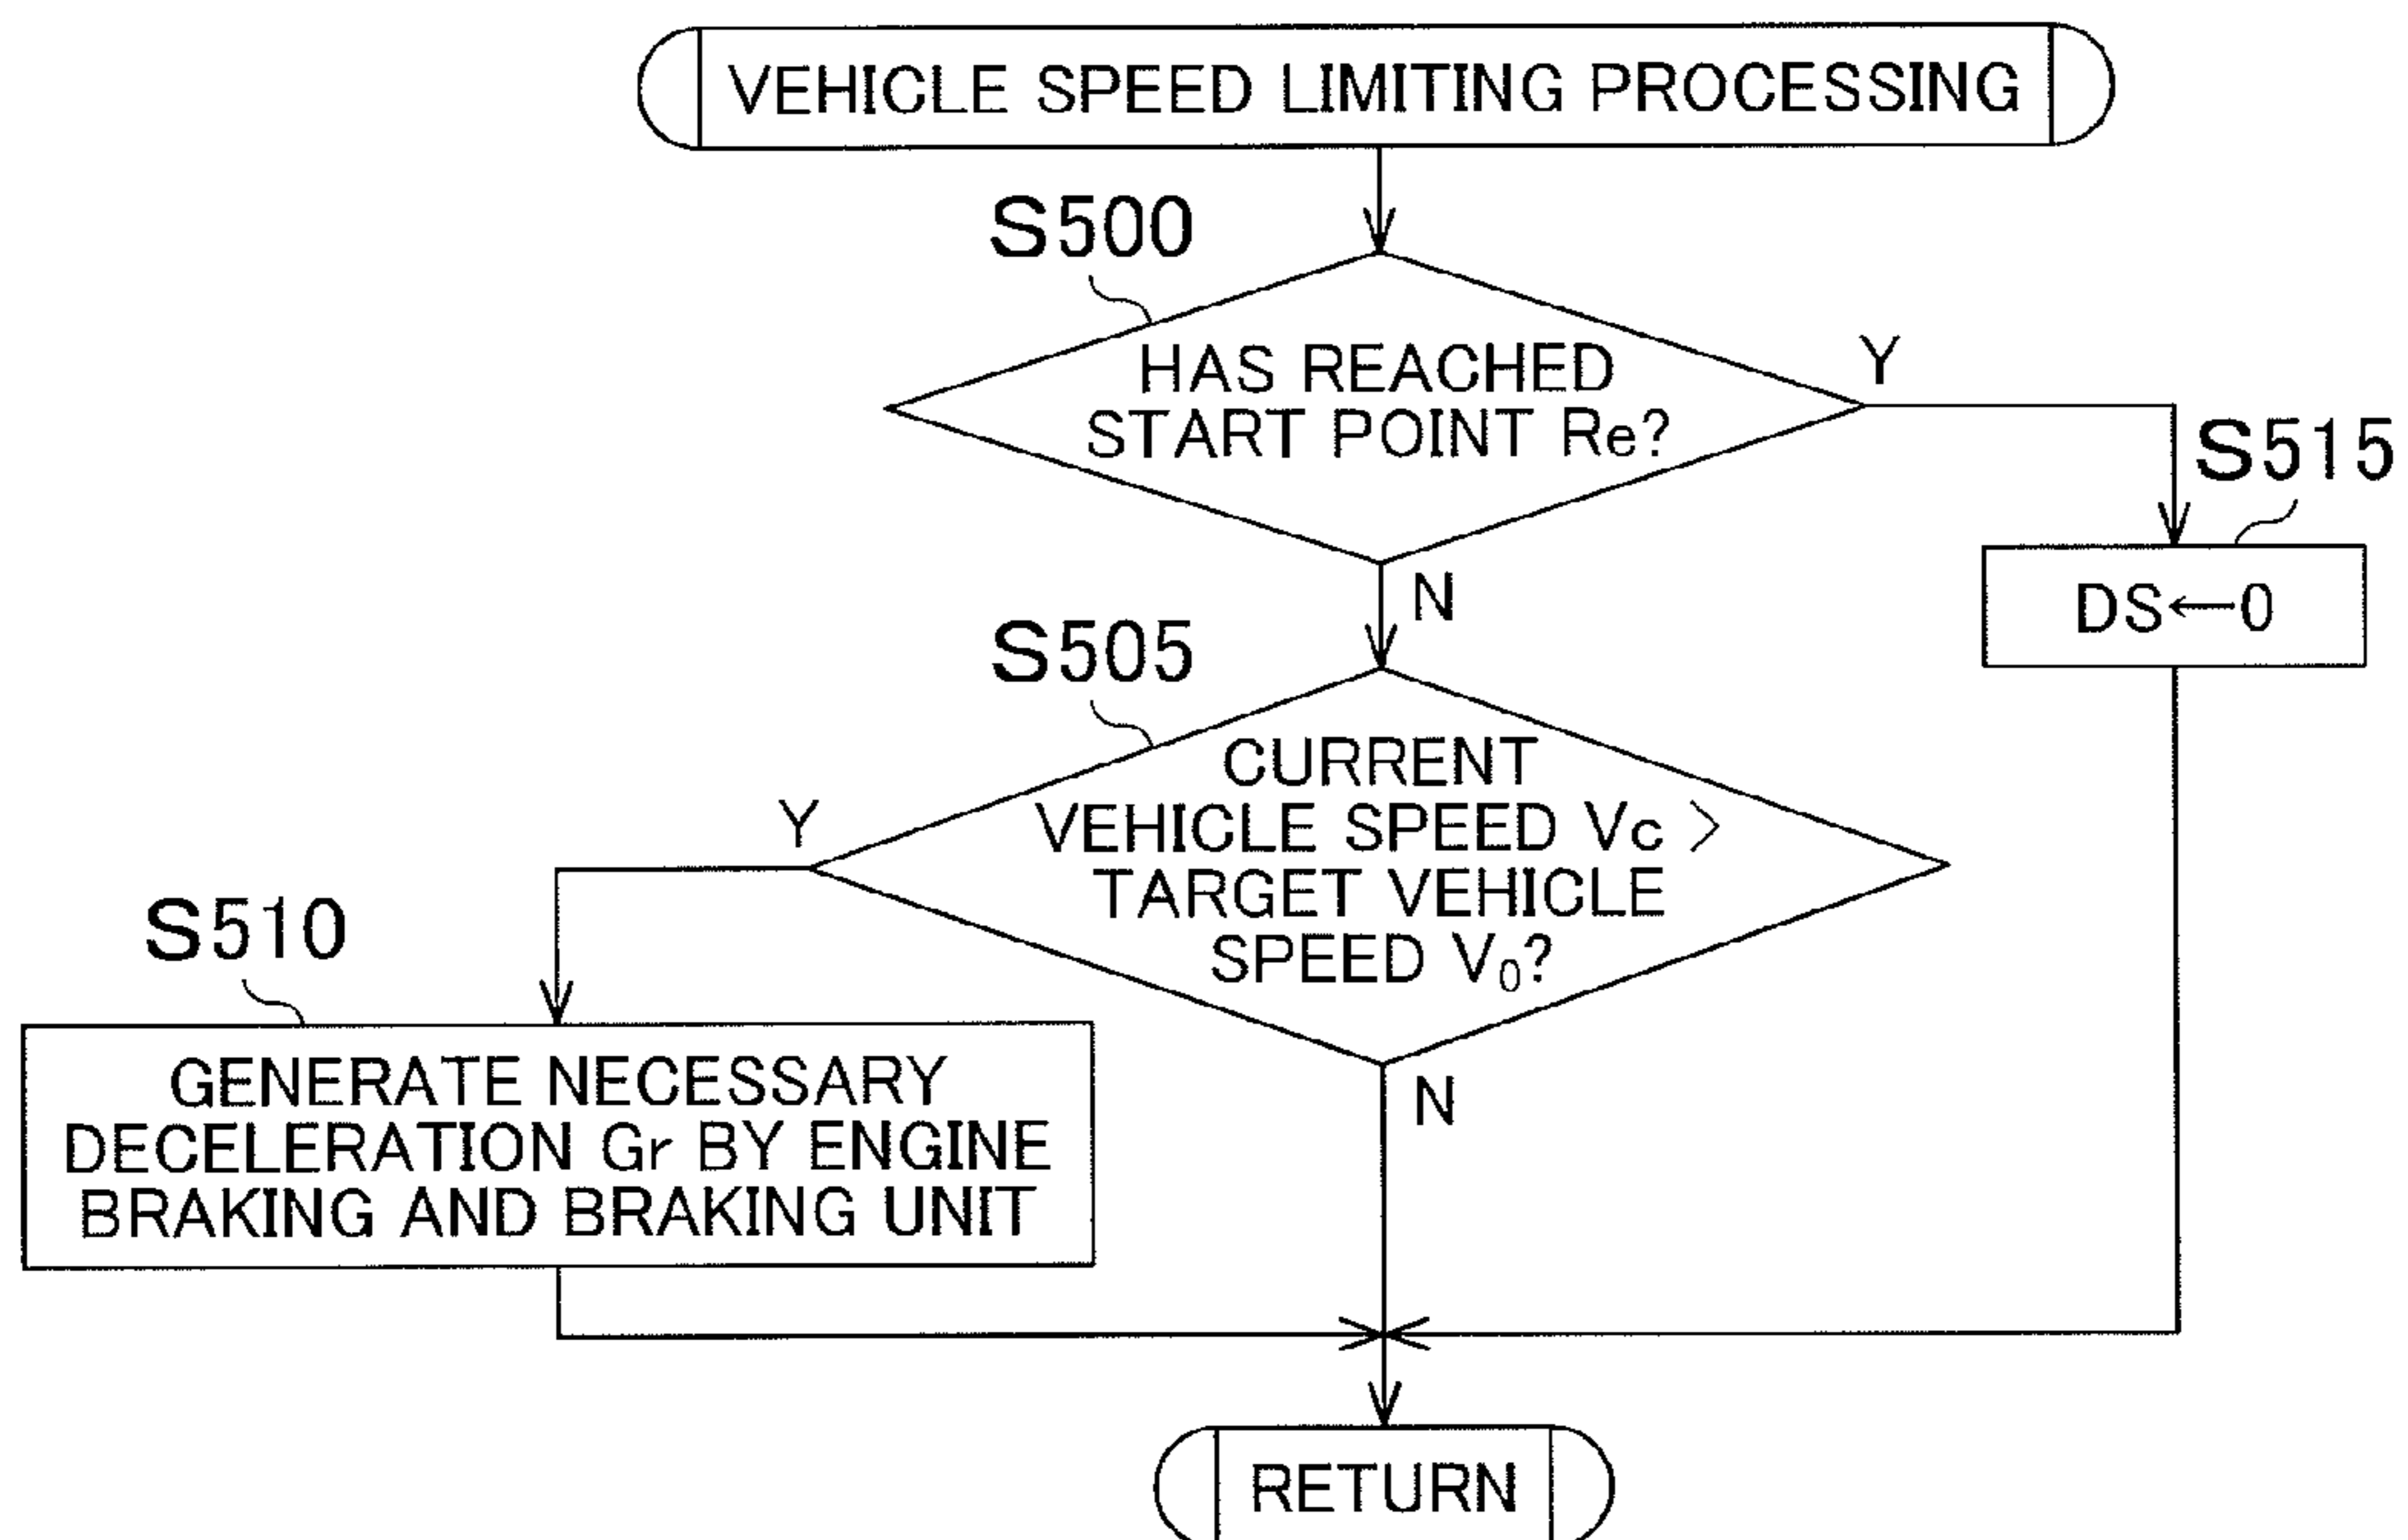 VEHICLE SPEED LIMITING PROCESSING
S500
HAS REACHED
START POINT Re?
Y
S515
DS←0
N
S505
CURRENT
VEHICLE SPEED Vc >
TARGET VEHICLE
SPEED V₀?
Y
S510
GENERATE NECESSARY
DECELERATION Gr BY ENGINE
BRAKING AND BRAKING UNIT
N
RETURN